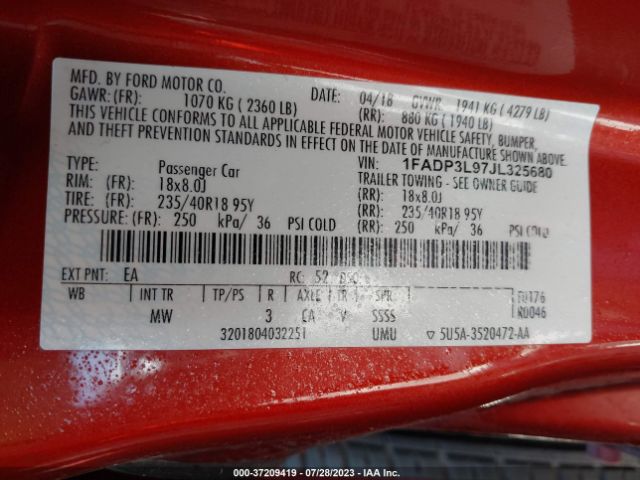 MFD. BY FORD MOTOR CO. DATE: 04/18 GVWR: 1941 KG ( 4279 LB)
GAWR: (FR): 1070 KG ( 2360 LB) (RR): 880 KG ( 1940 LB)
THIS VEHICLE CONFORMS TO ALL APPLICABLE FEDERAL MOTOR VEHICLE SAFETY, BUMPER,
AND THEFT PREVENTION STANDARDS IN EFFECT ON THE DATE OF MANUFACTURE SHOWN ABOVE.
VIN: 1FADP3L97JL325680
TYPE: Passenger Car TRAILER TOWING - SEE OWNER GUIDE
RIM: (FR): 18x8.0J (RR): 18x8.0J
TIRE: (FR): 235/40R18 95Y (RR): 235/40R18 95Y
PRESSURE: (FR): 250 kPa/ 36 PSI COLD (RR): 250 kPa/ 36 PSI COLD
EXT PNT: EA RC: 52 DSO:
WB INT TR TP/PS R AXLE TR SPR F0176
MW 3 CA V SSSS R0046
3201804032251 UMU ▽ 5U5A-3520472-AA
000-37209419 - 07/28/2023 - IAA Inc.